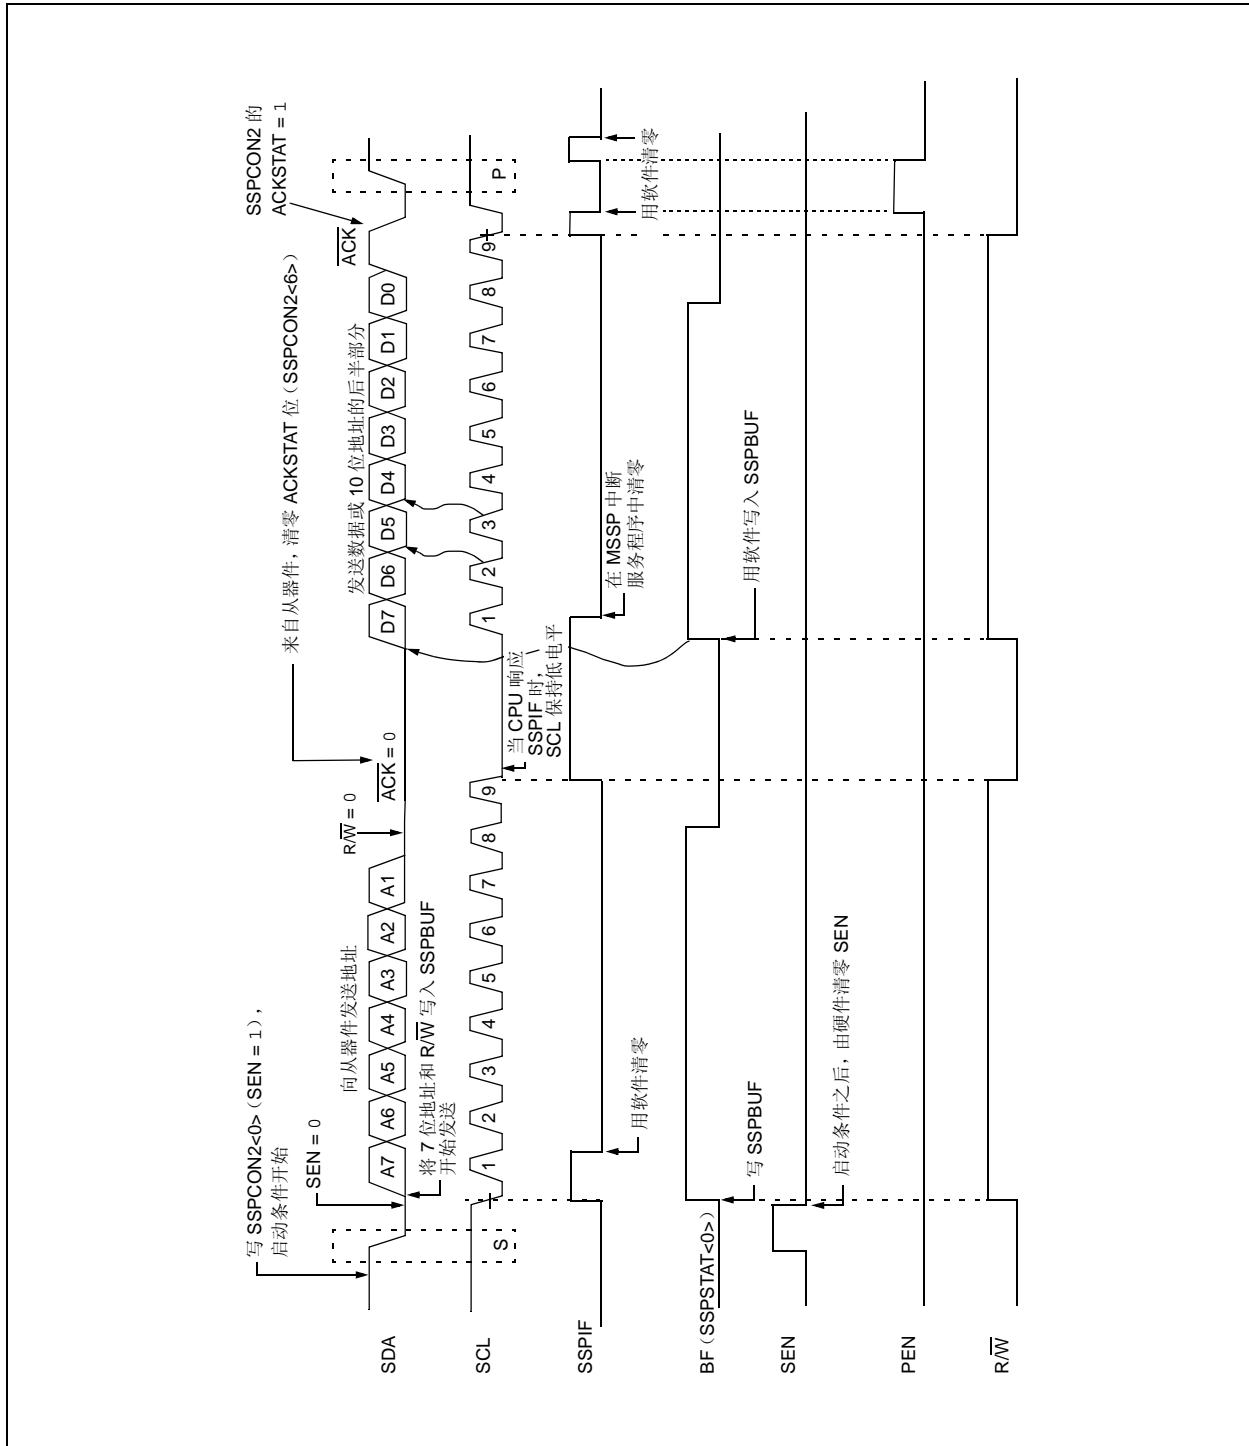 写 SSPCON2<0>（SEN = 1），
启动条件开始
SEN = 0
向从器件发送地址
将 7 位地址和 R/W̅ 写入 SSPBUF
开始发送
R/W̅ = 0
来自从器件，清零 ACKSTAT 位（SSPCON2<6>）
A̅C̅K̅ = 0
发送数据或 10 位地址的后半部分
A̅C̅K̅
SSPCON2 的
ACKSTAT = 1
SDA
A7 A6 A5 A4 A3 A2 A1
D7 D6 D5 D4 D3 D2 D1 D0
SCL
S
1 2 3 4 5 6 7 8 9
1 2 3 4 5 6 7 8 9
P
当 CPU 响应
SSPIF 时，
SCL 保持低电平
SSPIF
用软件清零
在 MSSP 中断
服务程序中清零
用软件清零
BF（SSPSTAT<0>）
写 SSPBUF
用软件写入 SSPBUF
SEN
启动条件之后，由硬件清零 SEN
PEN
R/W̅